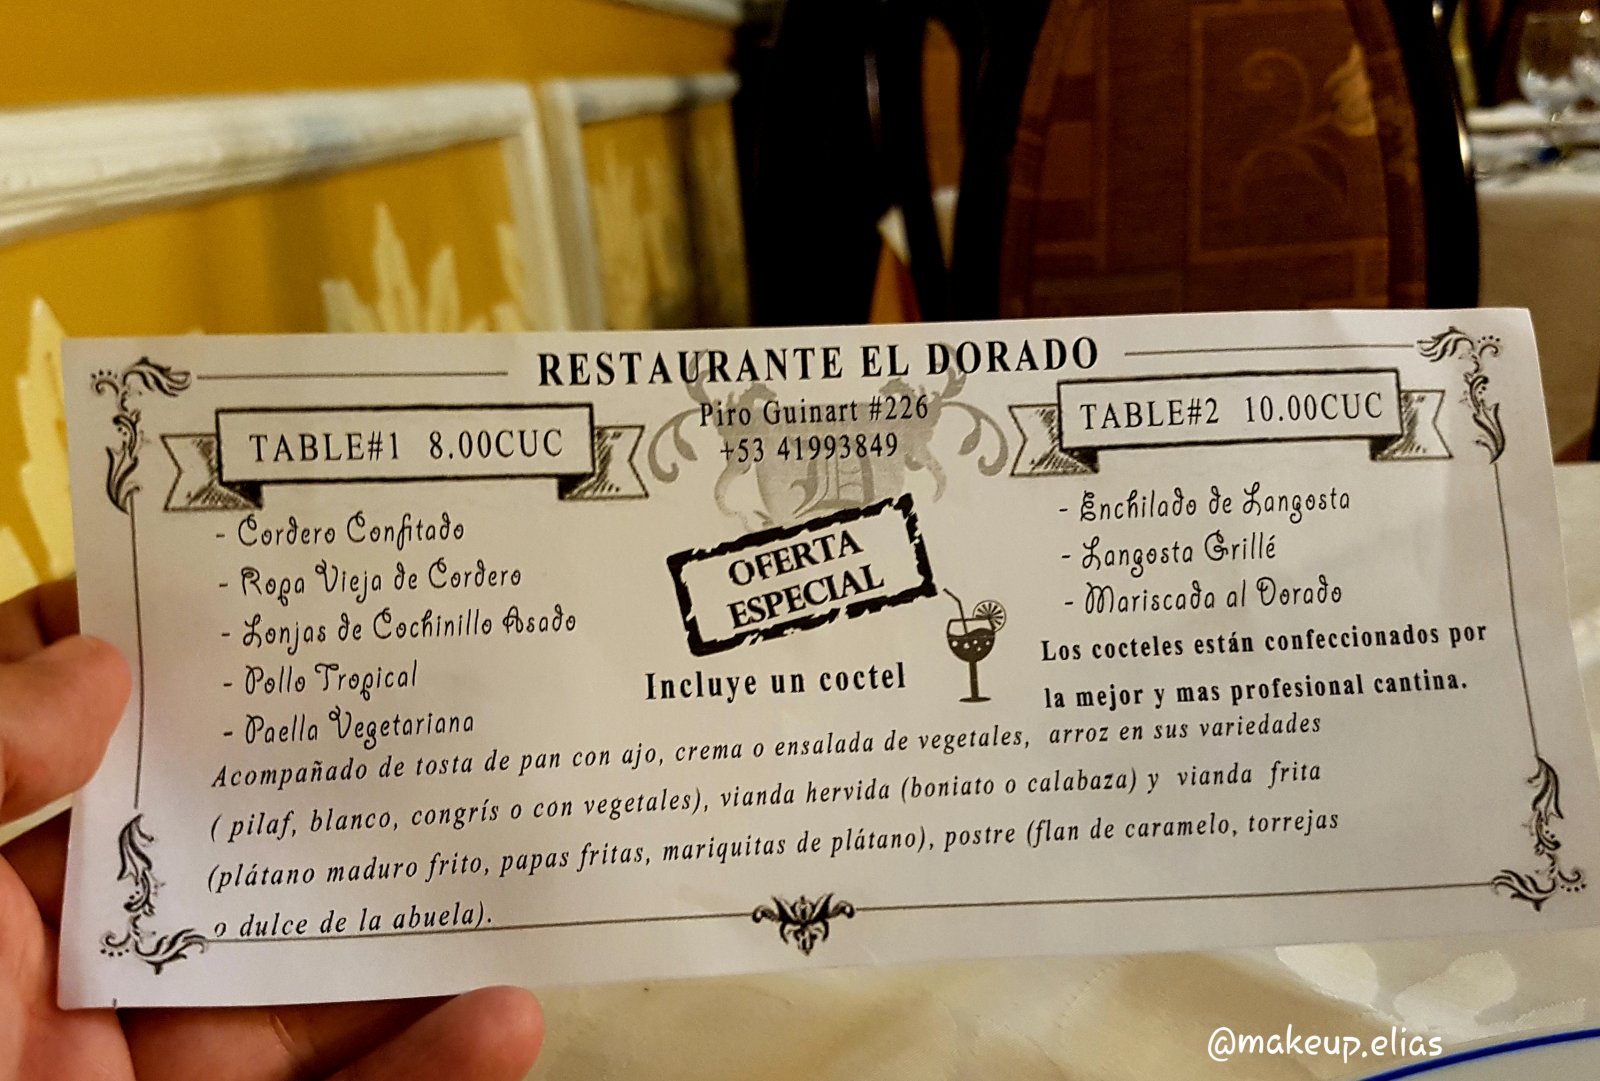 RESTAURANTE EL DORADO
Piro Guinart #226
+53 41993849
TABLE#1 8.00CUC
- Cordero Confitado
- Ropa Vieja de Cordero
- Lonjas de Cochinillo Asado
- Pollo Tropical
- Paella Vegetariana
OFERTA
ESPECIAL
Incluye un coctel
TABLE#2 10.00CUC
- Enchilado de Langosta
- Langosta Grillé
- Mariscada al Dorado
Los cocteles están confeccionados por
la mejor y mas profesional cantina.
Acompañado de tosta de pan con ajo, crema o ensalada de vegetales, arroz en sus variedades
( pilaf, blanco, congrís o con vegetales), vianda hervida (boniato o calabaza) y vianda frita
(plátano maduro frito, papas fritas, mariquitas de plátano), postre (flan de caramelo, torrejas
o dulce de la abuela).
@makeup.elias